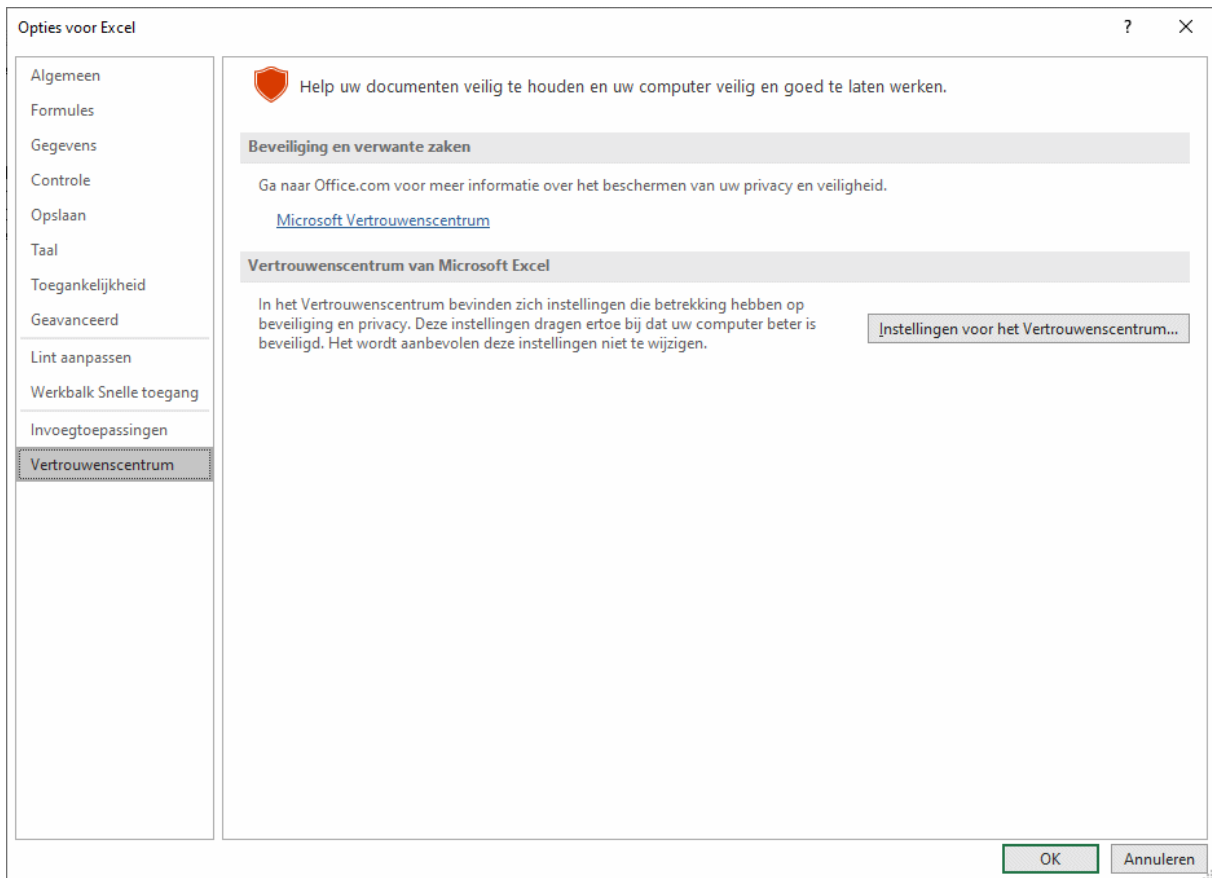 Opties voor Excel
?
Algemeen
Formules
Gegevens
Controle
Opslaan
Taal
Toegankelijkheid
Geavanceerd
Lint aanpassen
Werkbalk Snelle toegang
Invoegtoepassingen
Vertrouwenscentrum
Help uw documenten veilig te houden en uw computer veilig en goed te laten werken.
Beveiliging en verwante zaken
Ga naar Office.com voor meer informatie over het beschermen van uw privacy en veiligheid.
Microsoft Vertrouwenscentrum
Vertrouwenscentrum van Microsoft Excel
In het Vertrouwenscentrum bevinden zich instellingen die betrekking hebben op
beveiliging en privacy. Deze instellingen dragen ertoe bij dat uw computer beter is
beveiligd. Het wordt aanbevolen deze instellingen niet te wijzigen.
Instellingen voor het Vertrouwenscentrum...
OK
Annuleren